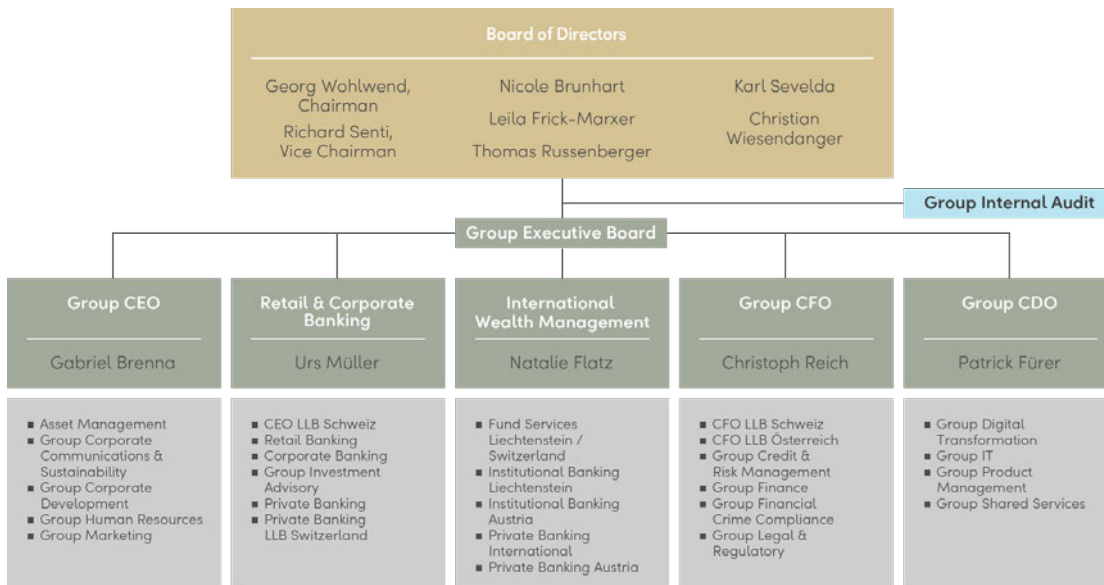 Board of Directors
Georg Wohlwend,
Chairman
Richard Senti,
Vice Chairman
Nicole Brunhart
Leila Frick-Marxer
Thomas Russenberger
Karl Sevelda
Christian
Wiesendanger
Group Internal Audit
Group Executive Board
Group CEO
Gabriel Brenna
■ Asset Management
■ Group Corporate
Communications &
Sustainability
■ Group Corporate
Development
■ Group Human Resources
■ Group Marketing
Retail & Corporate
Banking
Urs Müller
■ CEO LLB Schweiz
■ Retail Banking
■ Corporate Banking
■ Group Investment
Advisory
■ Private Banking
■ Private Banking
LLB Switzerland
International
Wealth Management
Natalie Flatz
■ Fund Services
Liechtenstein /
Switzerland
■ Institutional Banking
Liechtenstein
■ Institutional Banking
Austria
■ Private Banking
International
■ Private Banking Austria
Group CFO
Christoph Reich
■ CFO LLB Schweiz
■ CFO LLB Österreich
■ Group Credit &
Risk Management
■ Group Finance
■ Group Financial
Crime Compliance
■ Group Legal &
Regulatory
Group CDO
Patrick Fürer
■ Group Digital
Transformation
■ Group IT
■ Group Product
Management
■ Group Shared Services